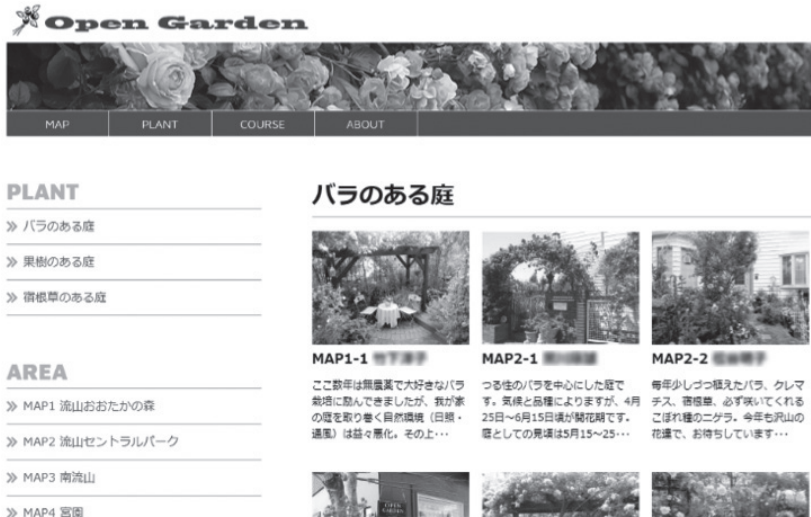 Open Garden
MAP PLANT COURSE ABOUT
PLANT
≫ バラのある庭
≫ 果樹のある庭
≫ 宿根草のある庭
AREA
≫ MAP1 流山おおたかの森
≫ MAP2 流山セントラルパーク
≫ MAP3 南流山
≫ MAP4 宮園
バラのある庭
MAP1-1
ここ数年は無農薬で大好きなバラ
栽培に励んできましたが、我が家
の庭を取り巻く自然環境（日照・
通風）は益々悪化。その上･･･
MAP2-1
つる性のバラを中心にした庭で
す。気候と品種によりますが、4月
25日～6月15日頃が開花期です。
庭としての見頃は5月15～25･･･
MAP2-2
毎年少しづつ植えたバラ、クレマ
チス、宿根草、必ず咲いてくれる
こぼれ種のニゲラ。今年も沢山の
花達で、お待ちしています･･･
OPEN